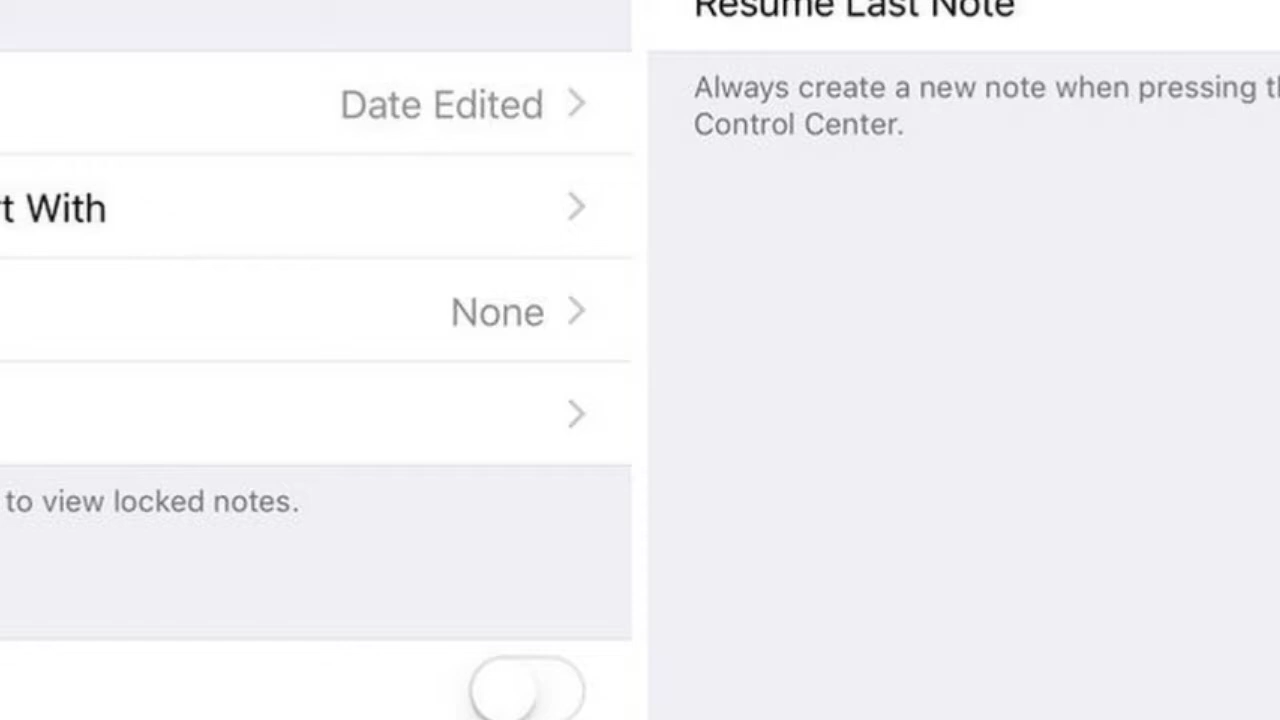 Date Edited
With
None
to view locked notes.
Resume Last Note
Always create a new note when pressing
Control Center.